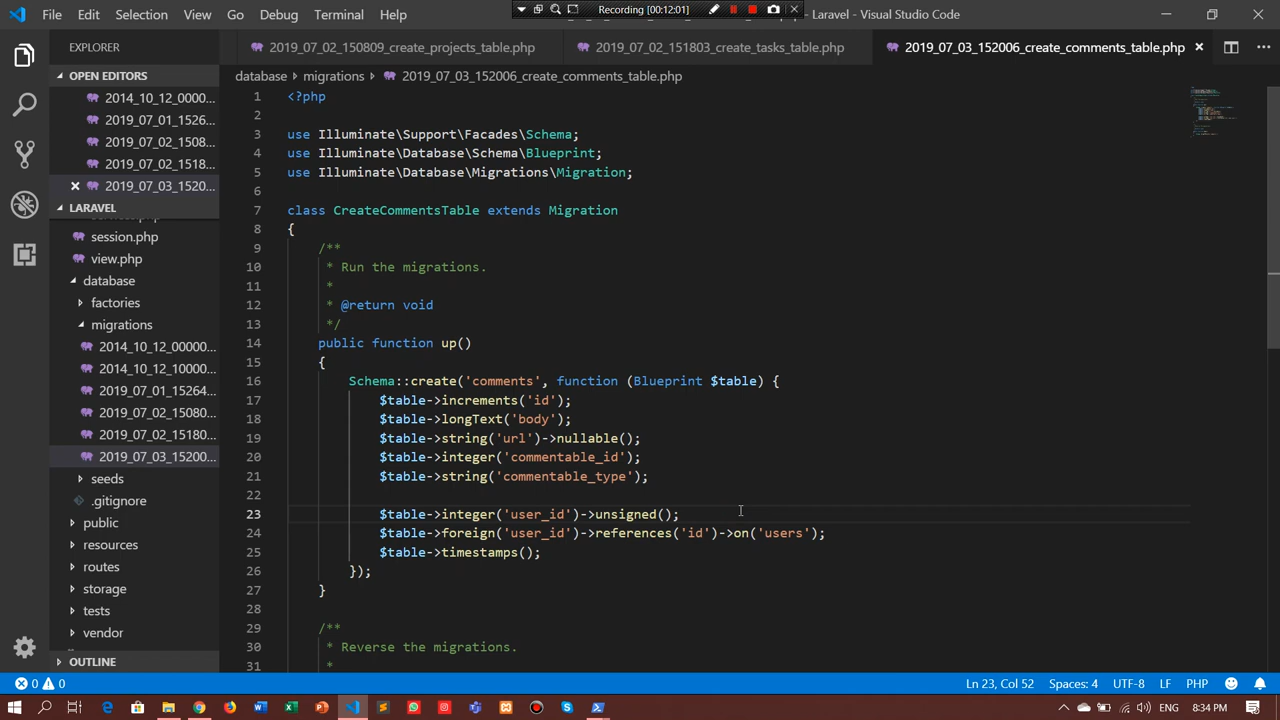 File Edit Selection View Go Debug Terminal Help
Recording [00:12:01]
- Laravel - Visual Studio Code
EXPLORER
2019_07_02_150809_create_projects_table.php
2019_07_02_151803_create_tasks_table.php
2019_07_03_152006_create_comments_table.php
OPEN EDITORS
2014_10_12_0000...
2019_07_01_1526...
2019_07_02_1508...
2019_07_02_1518...
2019_07_03_1520...
LARAVEL
session.php
view.php
database
factories
migrations
2014_10_12_00000...
2014_10_12_10000...
2019_07_01_15264...
2019_07_02_15080...
2019_07_02_15180...
2019_07_03_15200...
seeds
.gitignore
public
resources
routes
storage
tests
vendor
OUTLINE
database migrations 2019_07_03_152006_create_comments_table.php
1 <?php
2
3 use Illuminate\Support\Facades\Schema;
4 use Illuminate\Database\Schema\Blueprint;
5 use Illuminate\Database\Migrations\Migration;
6
7 class CreateCommentsTable extends Migration
8 {
9 /**
10 * Run the migrations.
11 *
12 * @return void
13 */
14 public function up()
15 {
16 Schema::create('comments', function (Blueprint $table) {
17 $table->increments('id');
18 $table->longText('body');
19 $table->string('url')->nullable();
20 $table->integer('commentable_id');
21 $table->string('commentable_type');
22
23 $table->integer('user_id')->unsigned();
24 $table->foreign('user_id')->references('id')->on('users');
25 $table->timestamps();
26 });
27 }
28
29 /**
30 * Reverse the migrations.
31 *
0 0
Ln 23, Col 52 Spaces: 4 UTF-8 LF PHP
ENG 8:34 PM